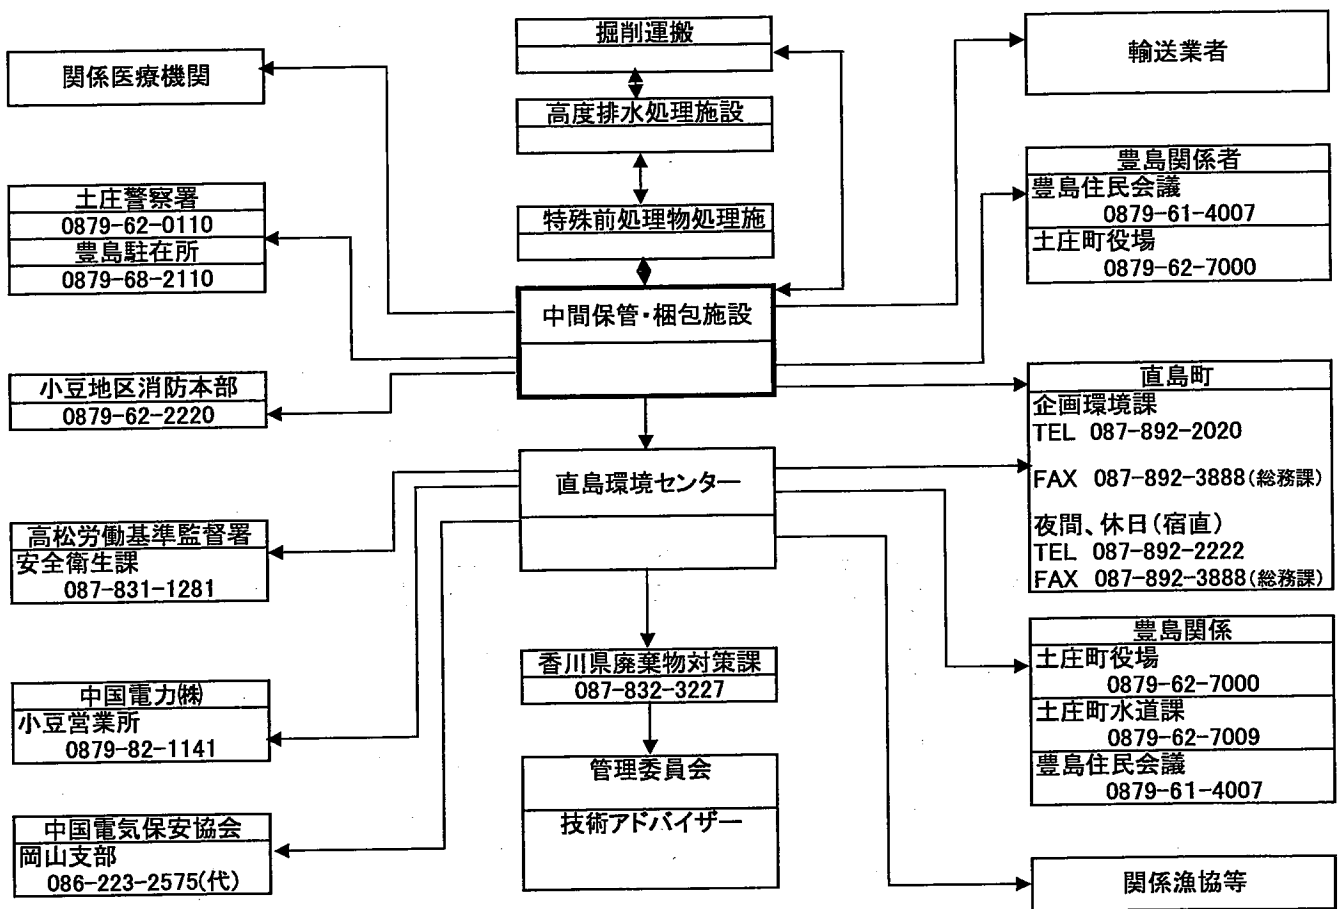 関係医療機関
土庄警察署
0879-62-0110
豊島駐在所
0879-68-2110
小豆地区消防本部
0879-62-2220
高松労働基準監督署
安全衛生課
087-831-1281
中国電力㈱
小豆営業所
0879-82-1141
中国電気保安協会
岡山支部
086-223-2575(代)
掘削運搬
高度排水処理施設
特殊前処理物処理施
中間保管・梱包施設
直島環境センター
香川県廃棄物対策課
087-832-3227
管理委員会
技術アドバイザー
輸送業者
豊島関係者
豊島住民会議
0879-61-4007
土庄町役場
0879-62-7000
直島町
企画環境課
TEL 087-892-2020
FAX 087-892-3888(総務課)
夜間、休日(宿直)
TEL 087-892-2222
FAX 087-892-3888(総務課)
豊島関係
土庄町役場
0879-62-7000
土庄町水道課
0879-62-7009
豊島住民会議
0879-61-4007
関係漁協等